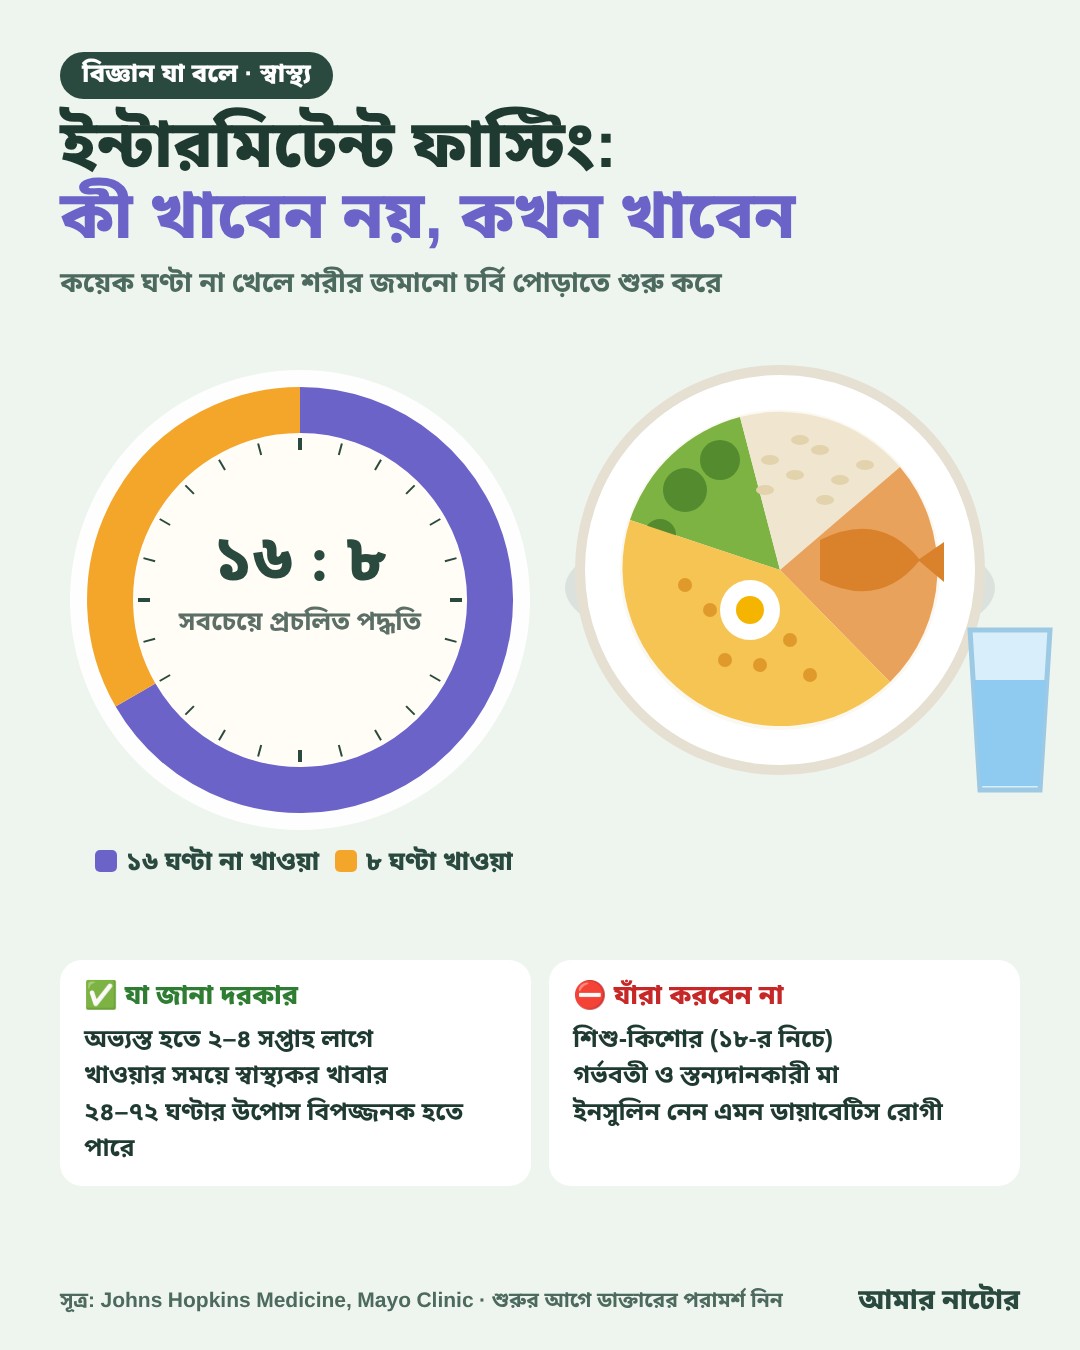 বিজ্ঞান যা বলে · স্বাস্থ্য
ইন্টারমিটেন্ট ফাস্টিং:
কী খাবেন নয়, কখন খাবেন
কয়েক ঘণ্টা না খেলে শরীর জমানো চর্বি পোড়াতে শুরু করে
১৬ : ৮
সবচেয়ে প্রচলিত পদ্ধতি
১৬ ঘণ্টা না খাওয়া ৮ ঘণ্টা খাওয়া
✅ যা জানা দরকার
অভ্যস্ত হতে ২–৪ সপ্তাহ লাগে
খাওয়ার সময়ে স্বাস্থ্যকর খাবার
২৪–৭২ ঘণ্টার উপোস বিপজ্জনক হতে
পারে
⛔ যাঁরা করবেন না
শিশু-কিশোর (১৮-র নিচে)
গর্ভবতী ও স্তন্যদানকারী মা
ইনসুলিন নেন এমন ডায়াবেটিস রোগী
সূত্র: Johns Hopkins Medicine, Mayo Clinic · শুরুর আগে ডাক্তারের পরামর্শ নিন
আমার নাটোর